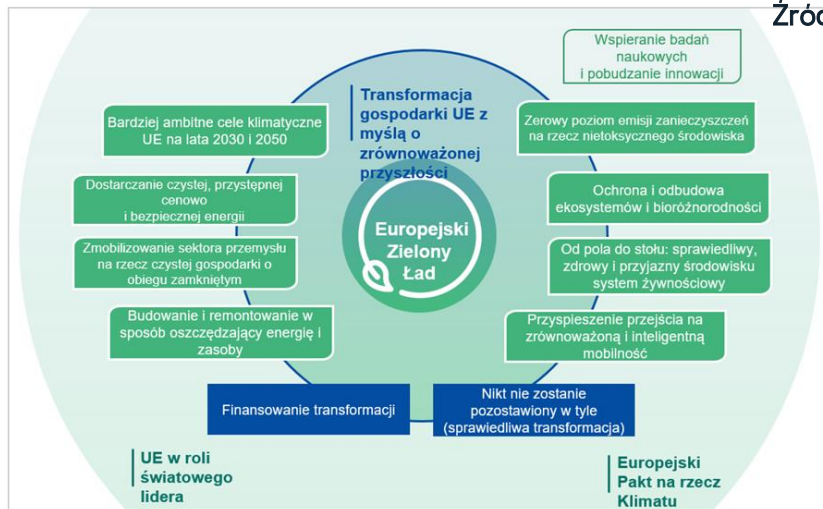 Wspieranie badań
naukowych
i pobudzanie innowacji
Transformacja
gospodarki UE z
myślą o
zrównoważonej
przyszłości
Bardziej ambitne cele klimatyczne
UE na lata 2030 i 2050
Zerowy poziom emisji zanieczyszczeń
na rzecz nietoksycznego środowiska
Dostarczanie czystej, przystępnej
cenowo
i bezpiecznej energii
Ochrona i odbudowa
ekosystemów i bioróżnorodności
Europejski
Zielony
Ład
Zmobilizowanie sektora przemysłu
na rzecz czystej gospodarki o
obiegu zamkniętym
Od pola do stołu: sprawiedliwy,
zdrowy i przyjazny środowisku
system żywnościowy
Budowanie i remontowanie w
sposób oszczędzający energię i
zasoby
Przyspieszenie przejścia na
zrównoważoną i inteligentną
mobilność
Finansowanie transformacji
Nikt nie zostanie
pozostawiony w tyle
(sprawiedliwa transformacja)
UE w roli
światowego
lidera
Europejski
Pakt na rzecz
Klimatu